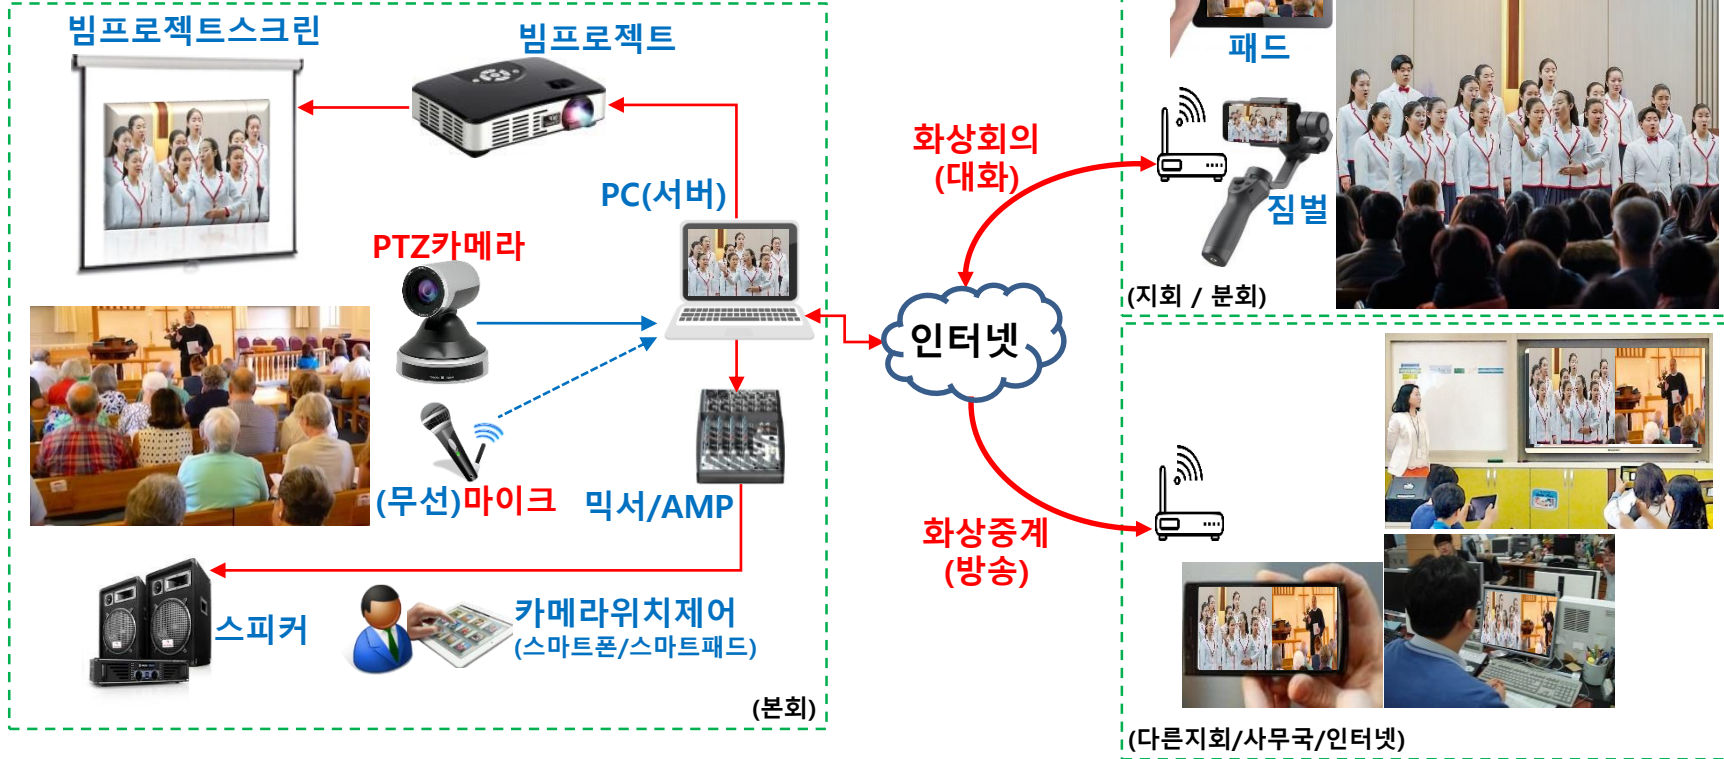 빔프로젝트스크린
빔프로젝트
PC(서버)
PTZ카메라
(무선)마이크
믹서/AMP
스피커
카메라위치제어
(스마트폰/스마트패드)
(본회)
화상회의
(대화)
인터넷
화상중계
(방송)
패드
짐벌
(지회 / 분회)
(다른지회/사무국/인터넷)